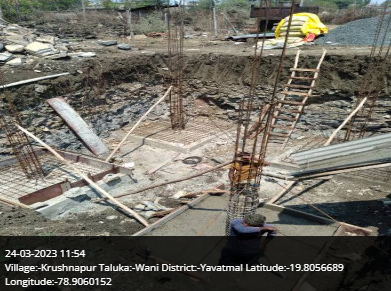 24-03-2023 11:54
Village:-Krushnapur Taluka:-Wani District:-Yavatmal Latitude:-19.8056689
Longitude:-78.9060152